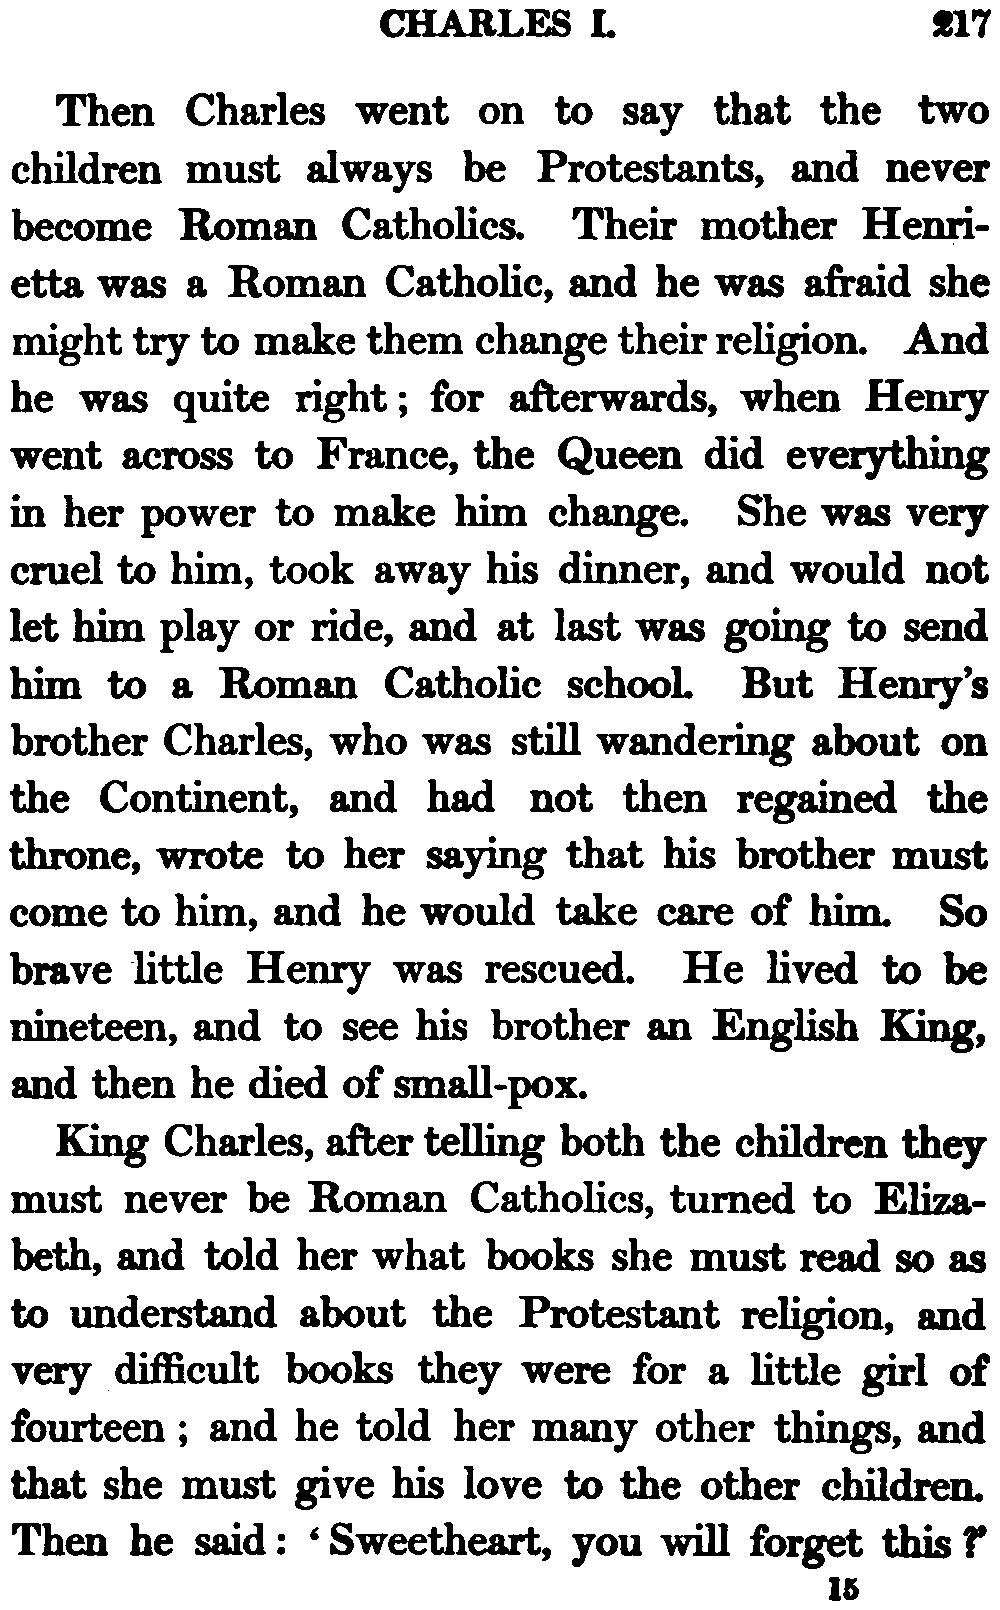 CHARLES I. 217
Then Charles went on to say that the two
children must always be Protestants, and never
become Roman Catholics. Their mother Henri-
etta was a Roman Catholic, and he was afraid she
might try to make them change their religion. And
he was quite right; for afterwards, when Henry
went across to France, the Queen did everything
in her power to make him change. She was very
cruel to him, took away his dinner, and would not
let him play or ride, and at last was going to send
him to a Roman Catholic school. But Henry's
brother Charles, who was still wandering about on
the Continent, and had not then regained the
throne, wrote to her saying that his brother must
come to him, and he would take care of him. So
brave little Henry was rescued. He lived to be
nineteen, and to see his brother an English King,
and then he died of small-pox.
King Charles, after telling both the children they
must never be Roman Catholics, turned to Eliza-
beth, and told her what books she must read so as
to understand about the Protestant religion, and
very difficult books they were for a little girl of
fourteen; and he told her many other things, and
that she must give his love to the other children.
Then he said: 'Sweetheart, you will forget this?'
15